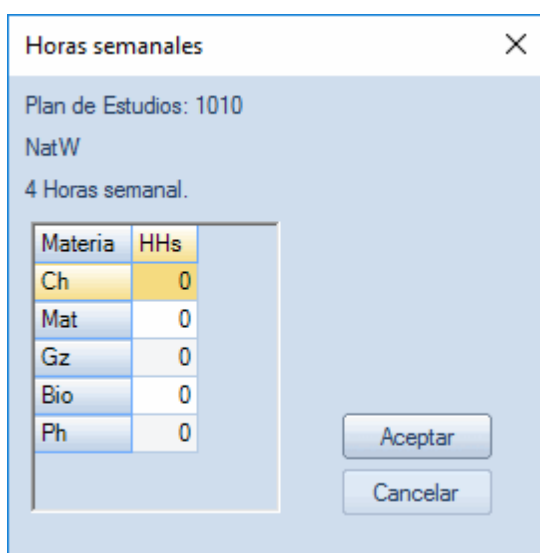 Horas semanales
Plan de Estudios: 1010
NatW
4 Horas semanal.
Materia HHs
Ch 0
Mat 0
Gz 0
Bio 0
Ph 0
Aceptar
Cancelar